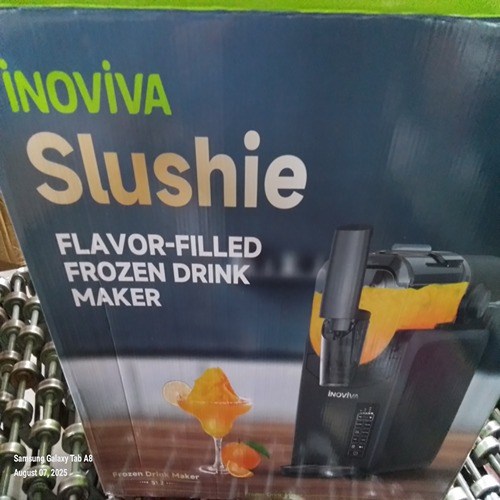 iNOViVA
Slushie
FLAVOR-FILLED
FROZEN DRINK
MAKER
iNOViVA
Frozen Drink Maker
Samsung Galaxy Tab A8
August 07, 2025